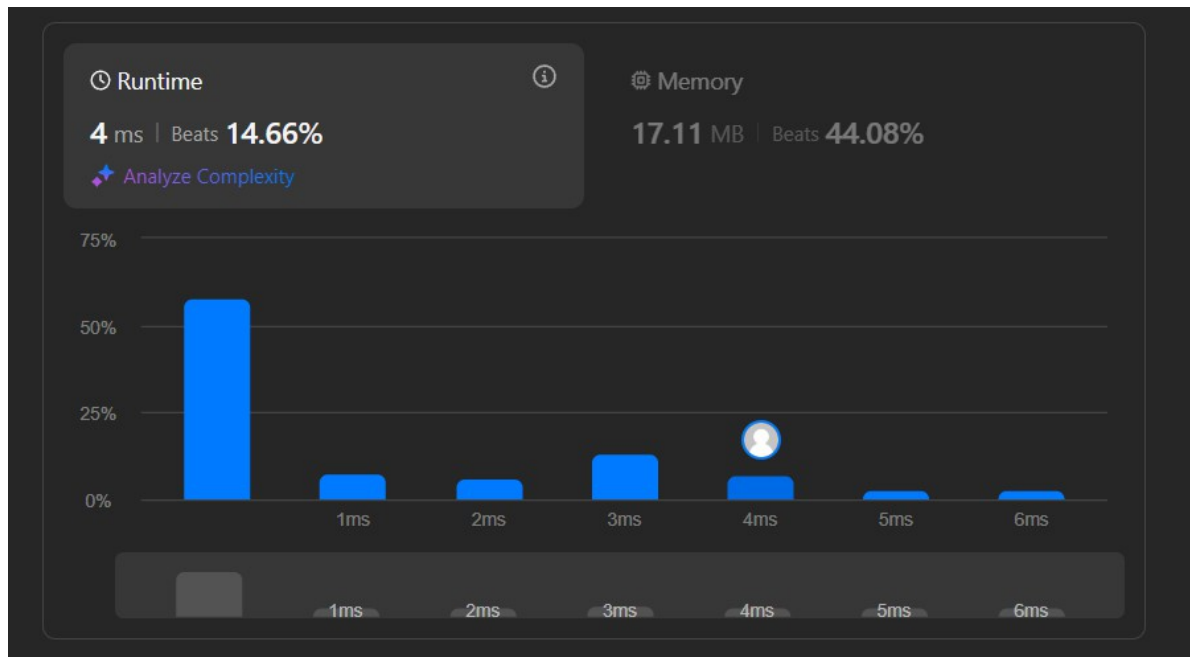 Runtime
4 ms | Beats 14.66%
Analyze Complexity
Memory
17.11 MB | Beats 44.08%
75%
50%
25%
0%
1ms 2ms 3ms 4ms 5ms 6ms
1ms 2ms 3ms 4ms 5ms 6ms